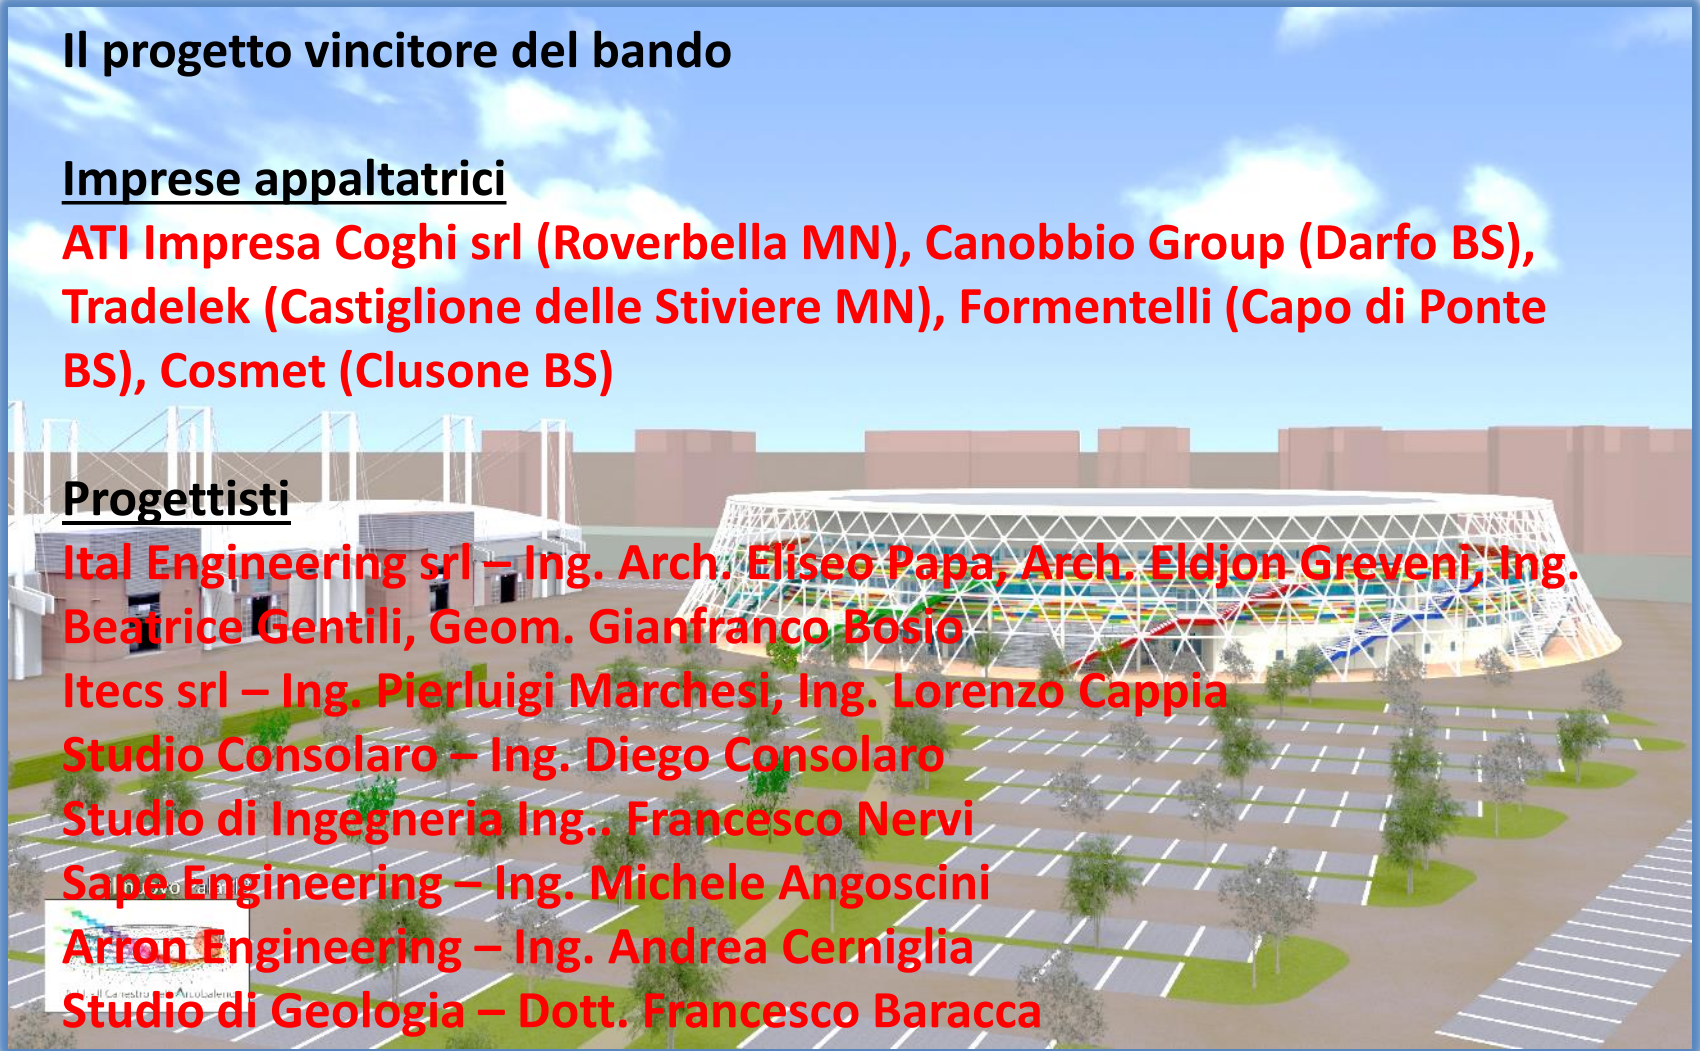 Il progetto vincitore del bando
Imprese appaltatrici
ATI Impresa Coghi srl (Roverbella MN), Canobbio Group (Darfo BS),
Tradelek (Castiglione delle Stiviere MN), Formentelli (Capo di Ponte
BS), Cosmet (Clusone BS)
Progettisti
Ital Engineering srl – Ing. Arch. Eliseo Papa, Arch. Eldjon Greveni, Ing.
Beatrice Gentili, Geom. Gianfranco Bosio
Itecs srl – Ing. Pierluigi Marchesi, Ing. Lorenzo Cappia
Studio Consolaro – Ing. Diego Consolaro
Studio di Ingegneria Ing.. Francesco Nervi
Sape Engineering – Ing. Michele Angoscini
Arron Engineering – Ing. Andrea Cerniglia
Il Canestro Arcobaleno
Studio di Geologia – Dott. Francesco Baracca